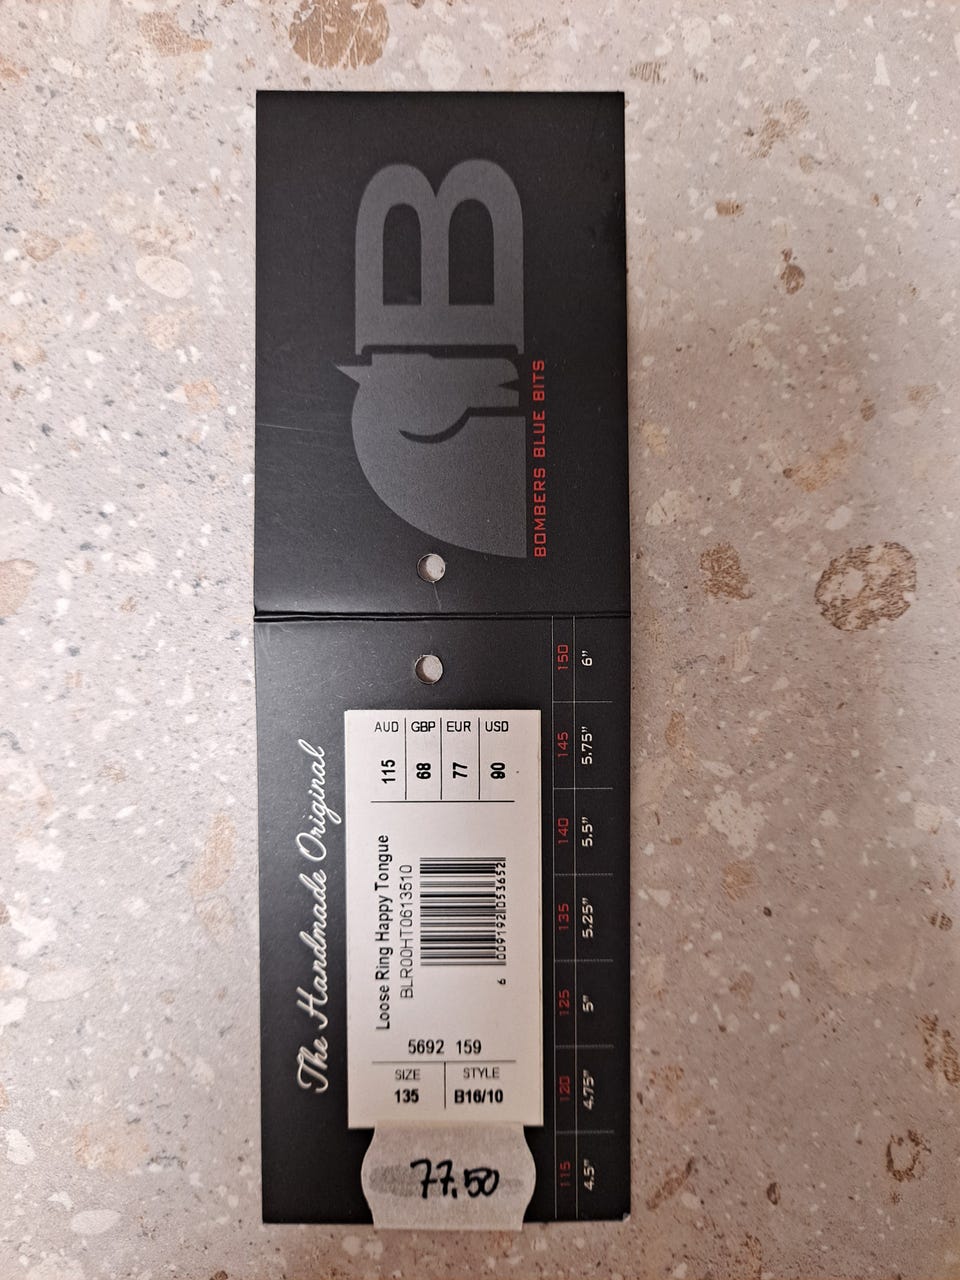 B
BOMBERS BLUE BITS
The Handmade Original
AUD GBP EUR USD
115 68 77 90
Loose Ring Happy Tongue
BLR00HT0613510
6 009192 053652
5692 159
SIZE STYLE
135 B16/10
77.50
115 120 125 135 140 145 150
4.5" 4.75" 5" 5.25" 5.5" 5.75" 6"